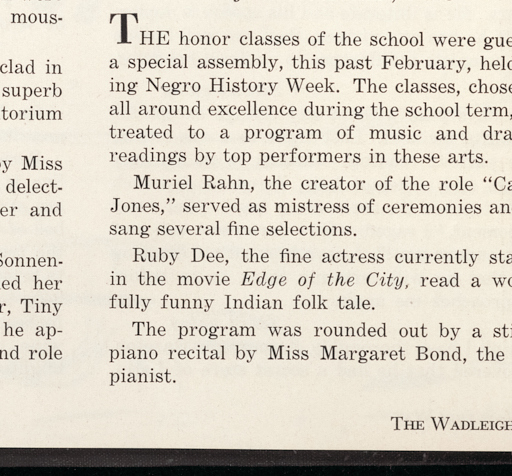 mous-
clad in
superb
torium
y Miss
delect-
er and
Sonnen-
ed her
r, Tiny
he ap-
nd role
THE honor classes of the school were gue
a special assembly, this past February, held
ing Negro History Week. The classes, chose
all around excellence during the school term,
treated to a program of music and dra
readings by top performers in these arts.
Muriel Rahn, the creator of the role “Ca
Jones,” served as mistress of ceremonies an
sang several fine selections.
Ruby Dee, the fine actress currently sta
in the movie Edge of the City, read a wo
fully funny Indian folk tale.
The program was rounded out by a sti
piano recital by Miss Margaret Bond, the
pianist.
THE WADLEIGH